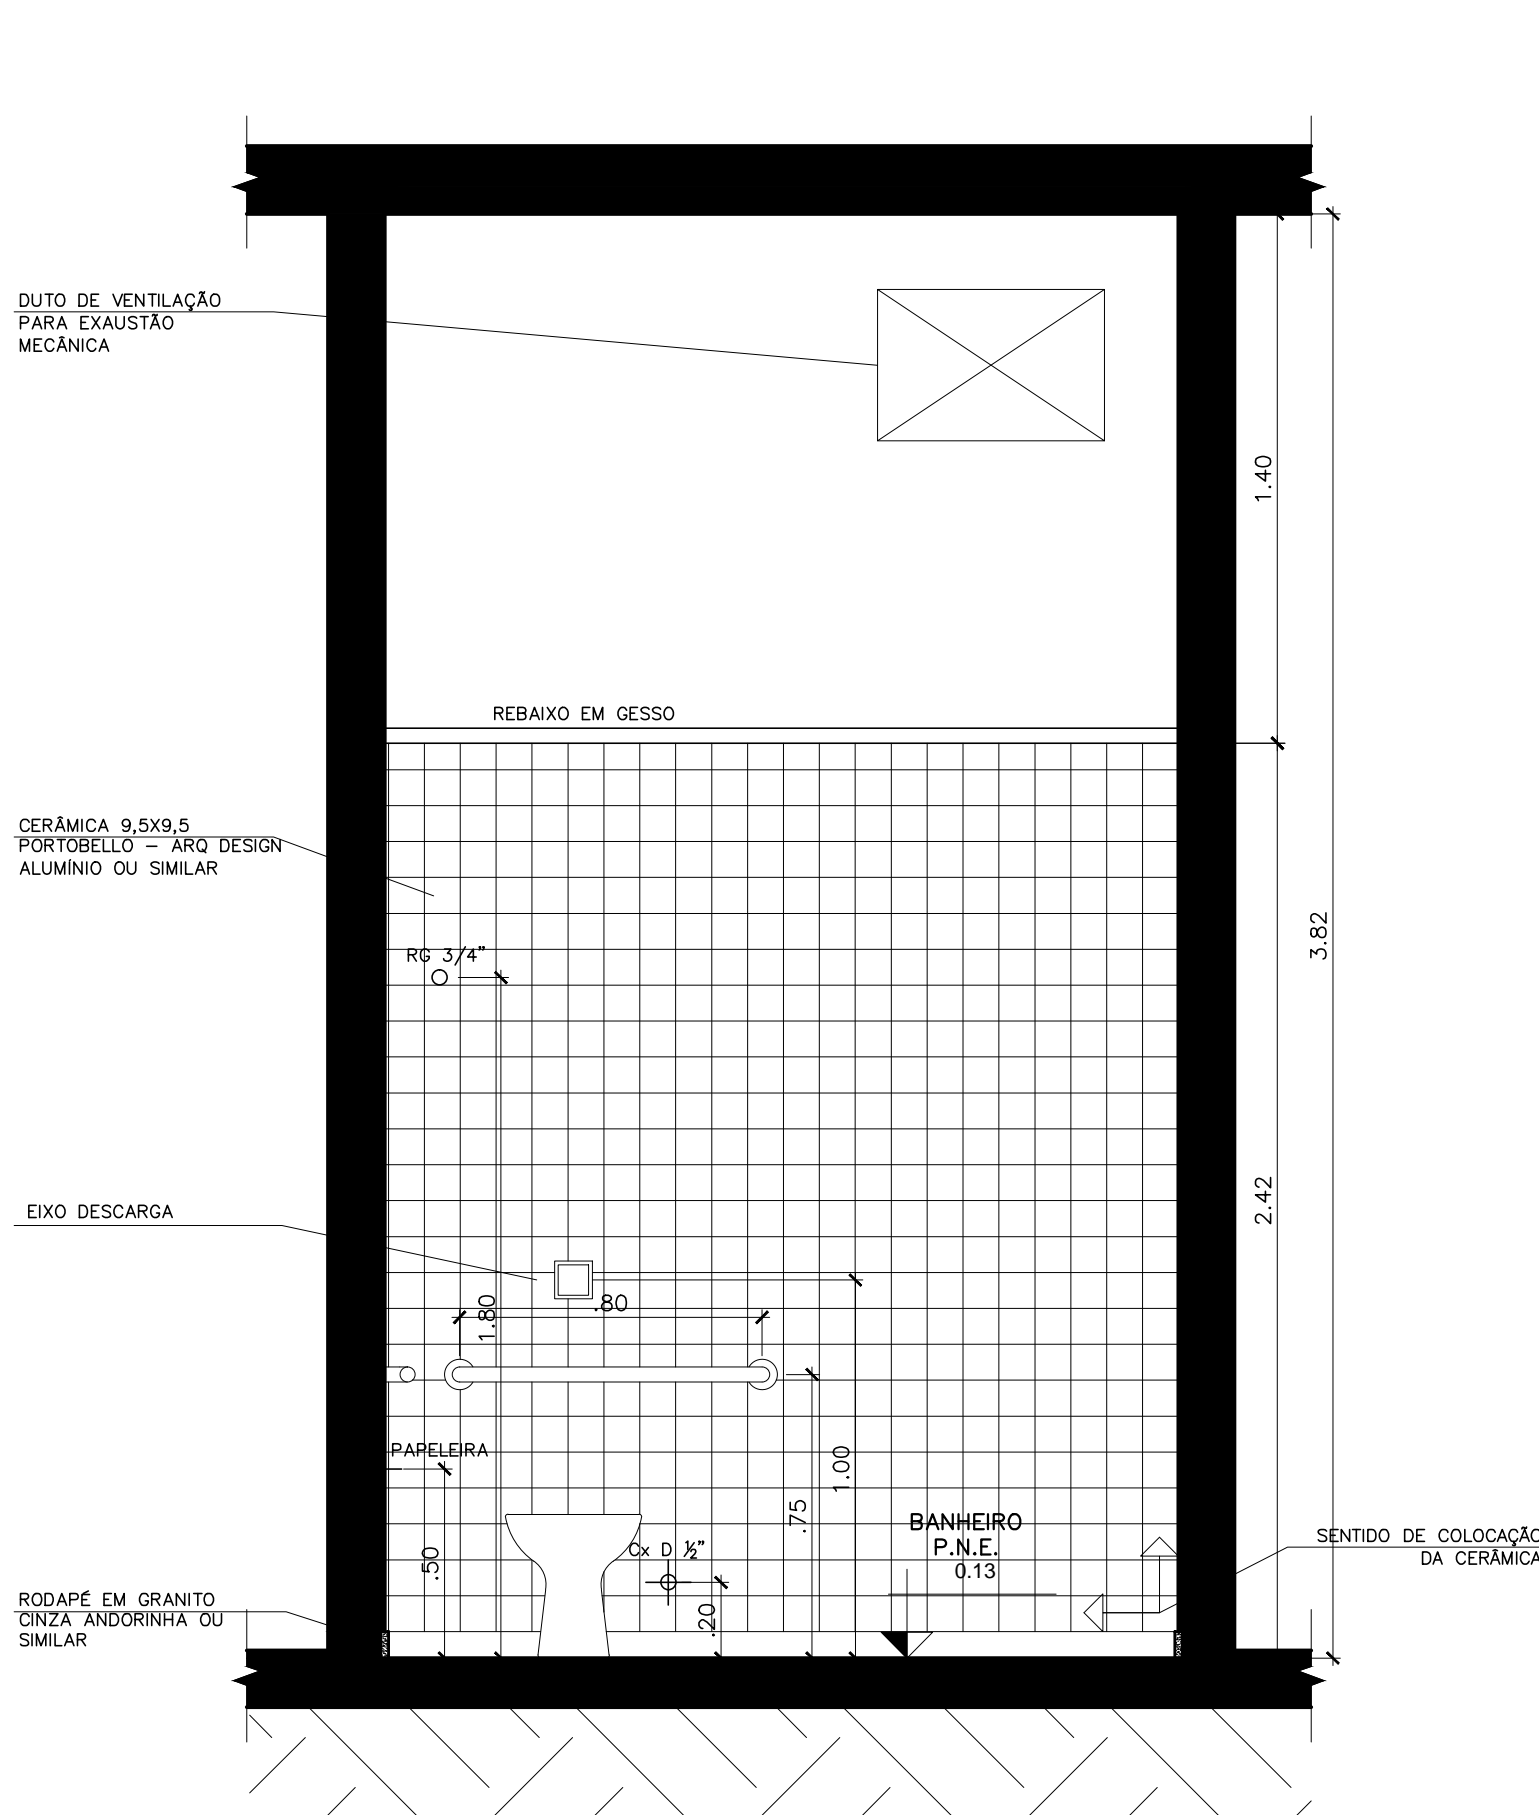 DUTO DE VENTILAÇÃO
PARA EXAUSTÃO
MECÂNICA
1.40
REBAIXO EM GESSO
CERÂMICA 9,5X9,5
PORTOBELLO – ARQ DESIGN
ALUMÍNIO OU SIMILAR
3.82
RG 3/4"
2.42
EIXO DESCARGA
.80
1.80
PAPELEIRA
1.00
.75
BANHEIRO
P.N.E.
0.13
SENTIDO DE COLOCAÇÃO
DA CERÂMICA
Cx D ½"
.50
.20
RODAPÉ EM GRANITO
CINZA ANDORINHA OU
SIMILAR